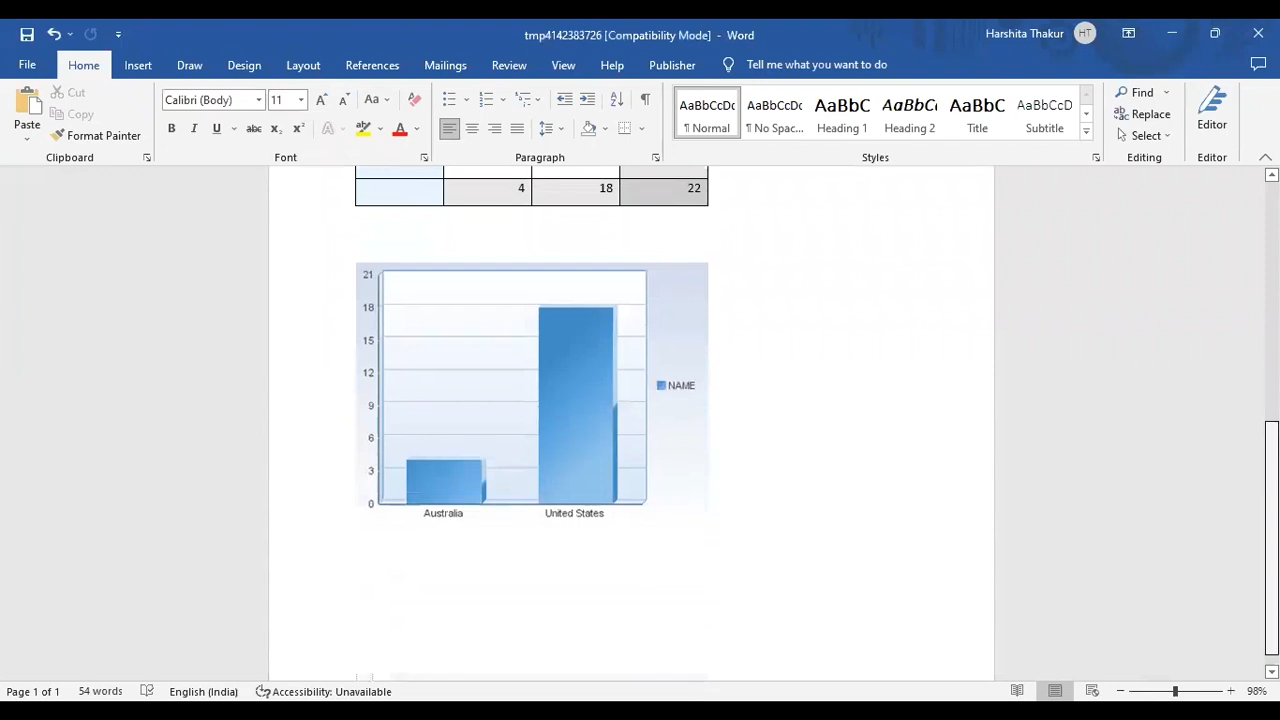 tmp4142383726 [Compatibility Mode] - Word
Harshita Thakur
HT
File Home Insert Draw Design Layout References Mailings Review View Help Publisher Tell me what you want to do
Paste
Cut
Copy
Format Painter
Clipboard
Calibri (Body) 11
Font
Paragraph
AaBbCcDc AaBbCcDc AaBbC AaBbCc AaBbC AaBbCcD
¶ Normal ¶ No Spac... Heading 1 Heading 2 Title Subtitle
Styles
Find
Replace
Select
Editing
Editor
Editor
4 18 22
21
18
15
12
9
6
3
0
Australia United States
NAME
Page 1 of 1 54 words English (India) Accessibility: Unavailable 98%